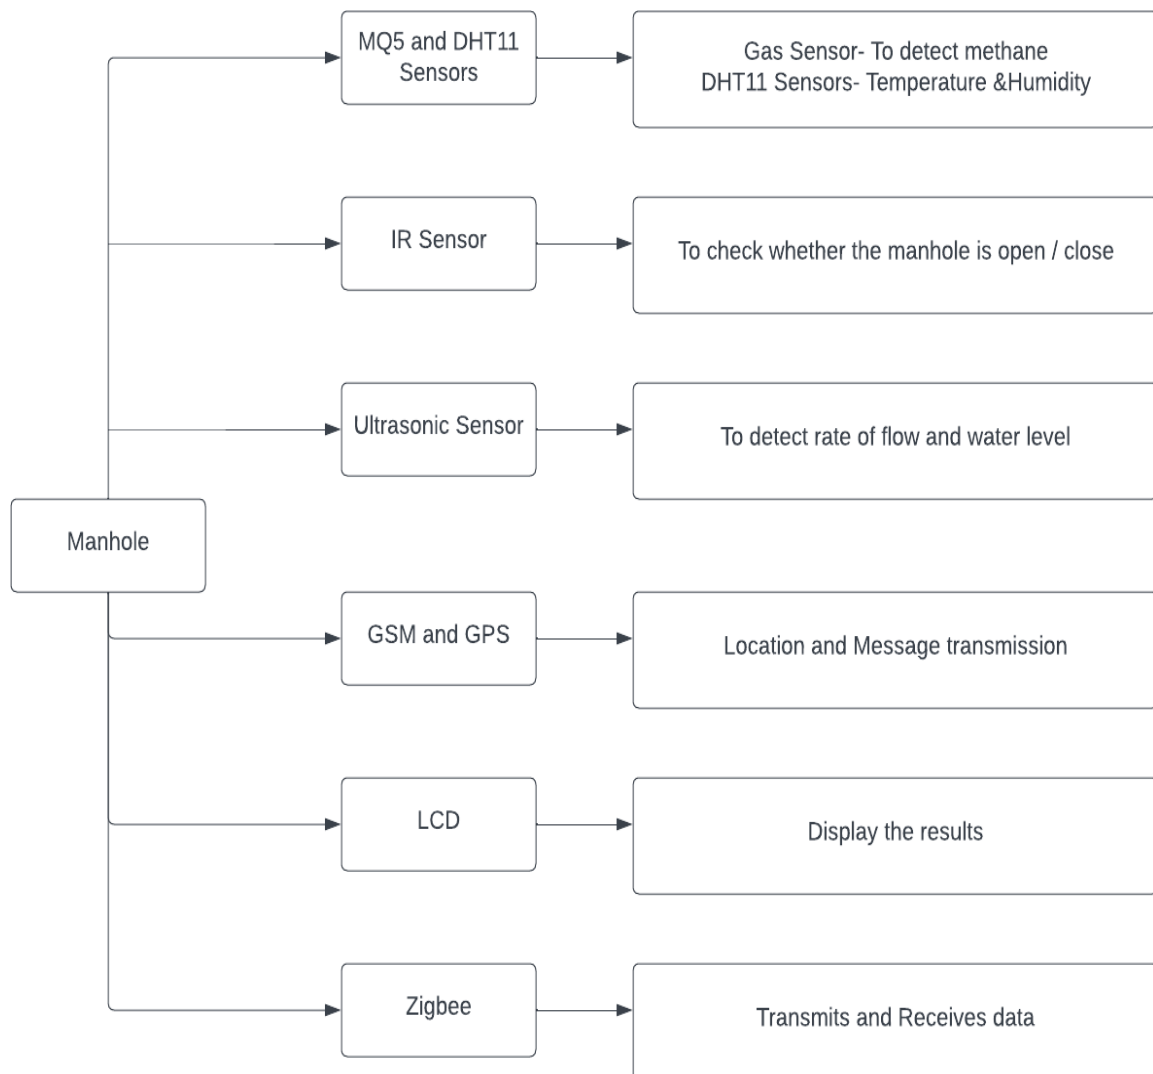 MQ5 and DHT11
Sensors
Gas Sensor- To detect methane
DHT11 Sensors- Temperature &Humidity
IR Sensor
To check whether the manhole is open / close
Ultrasonic Sensor
To detect rate of flow and water level
Manhole
GSM and GPS
Location and Message transmission
LCD
Display the results
Zigbee
Transmits and Receives data